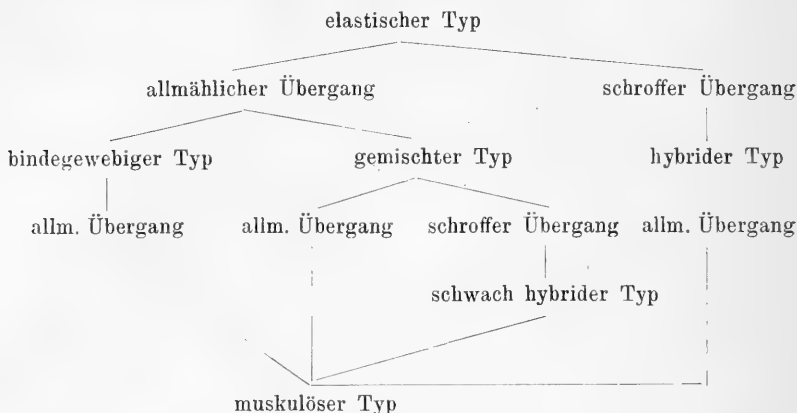 elastischer Typ
allmählicher Übergang schroffer Übergang
bindegewebiger Typ gemischter Typ hybrider Typ
allm. Übergang allm. Übergang schroffer Übergang allm. Übergang
schwach hybrider Typ
muskulöser Typ